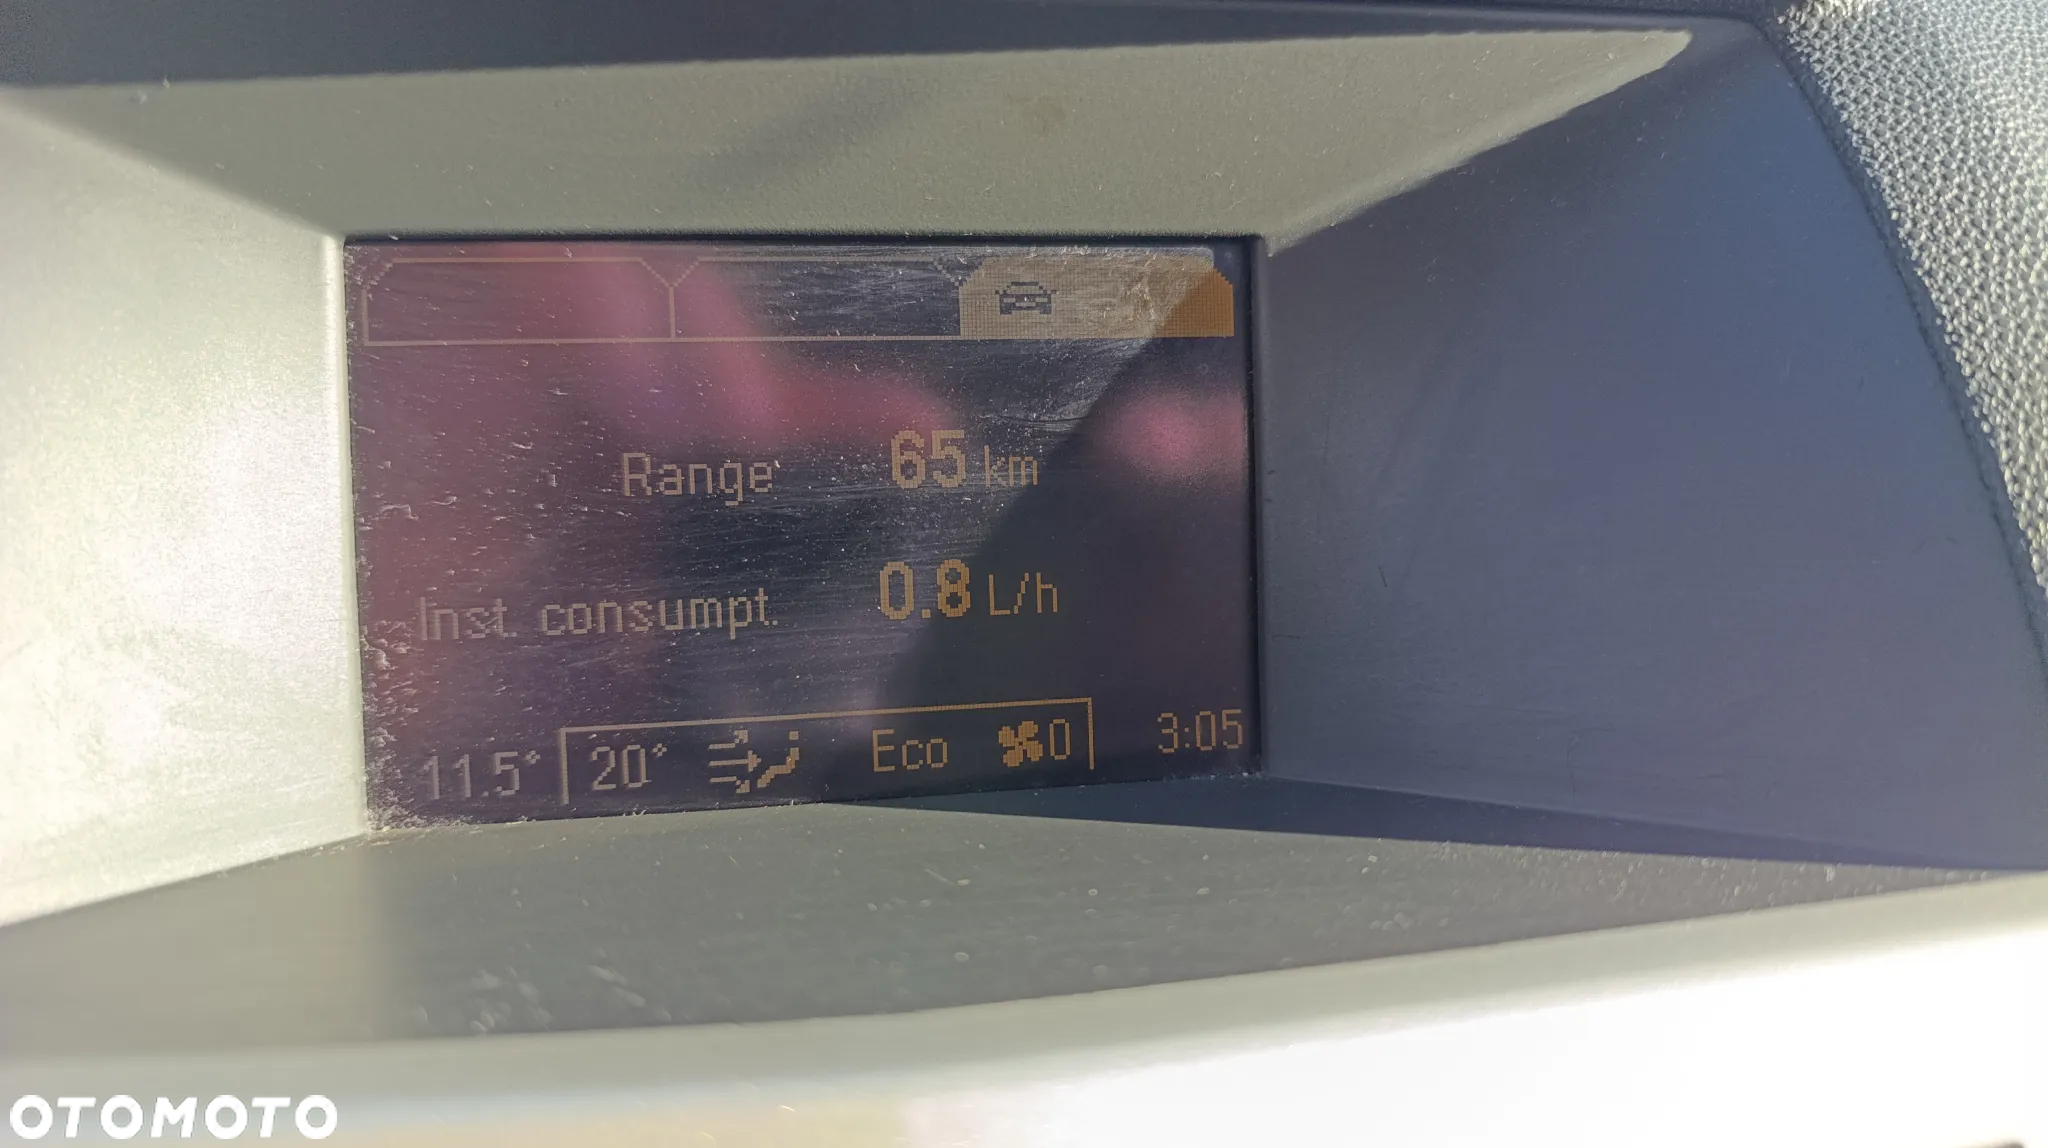 Range 65 km
Inst. consumpt. 0.8 L/h
11.5° 20° Eco 0 3:05
OTOMOTO